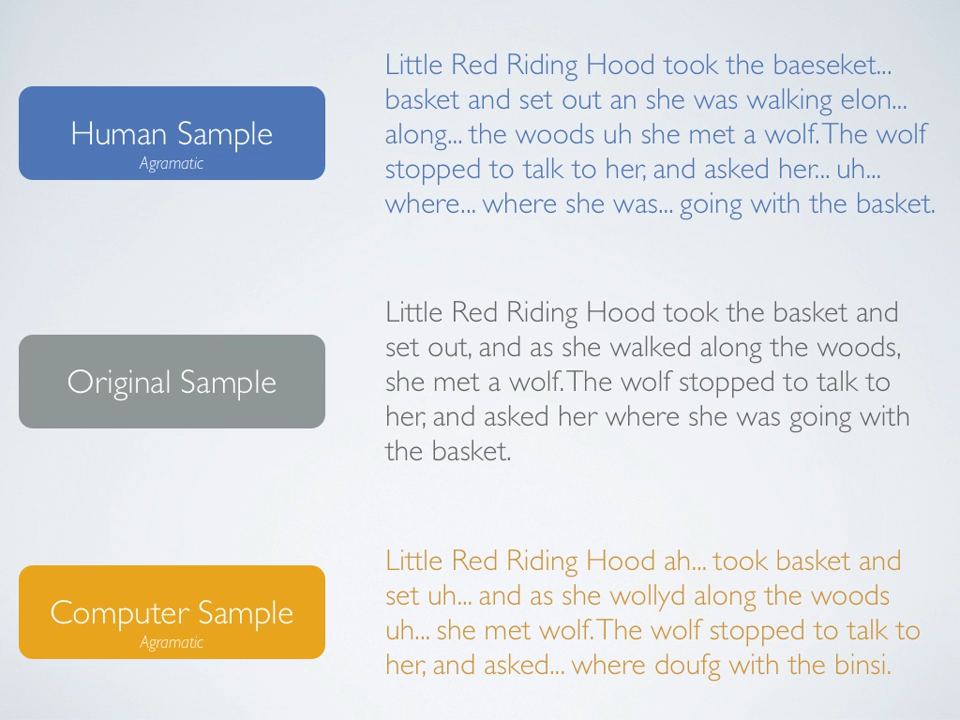 Human Sample
Agramatic
Little Red Riding Hood took the baeseket...
basket and set out an she was walking elon...
along... the woods uh she met a wolf. The wolf
stopped to talk to her, and asked her... uh...
where... where she was... going with the basket.
Original Sample
Little Red Riding Hood took the basket and
set out, and as she walked along the woods,
she met a wolf. The wolf stopped to talk to
her, and asked her where she was going with
the basket.
Computer Sample
Agramatic
Little Red Riding Hood ah... took basket and
set uh... and as she wollyd along the woods
uh... she met wolf. The wolf stopped to talk to
her, and asked... where doufg with the binsi.